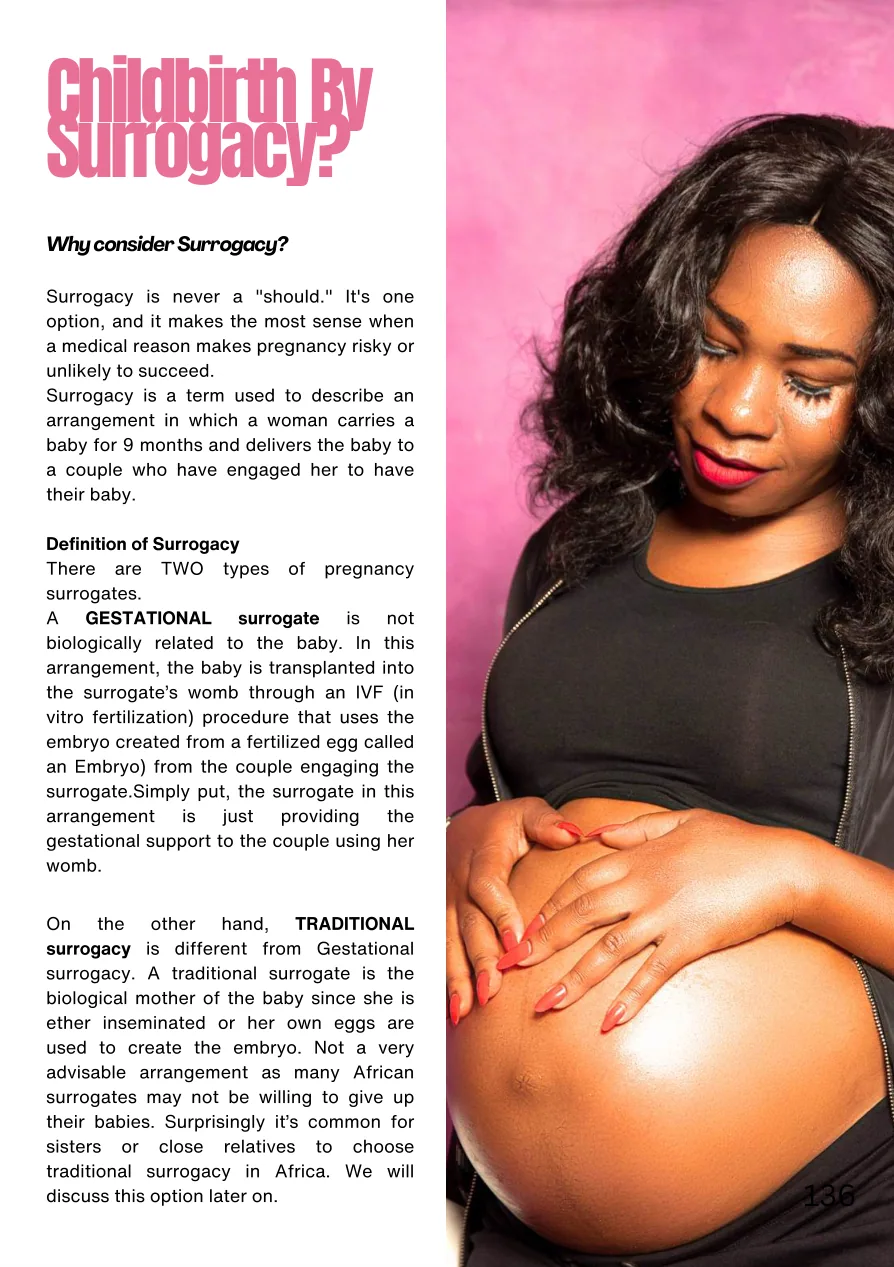 Childbirth By
Surrogacy?
Why consider Surrogacy?
Surrogacy is never a "should." It's one
option, and it makes the most sense when
a medical reason makes pregnancy risky or
unlikely to succeed.
Surrogacy is a term used to describe an
arrangement in which a woman carries a
baby for 9 months and delivers the baby to
a couple who have engaged her to have
their baby.
Definition of Surrogacy
There are TWO types of pregnancy
surrogates.
A GESTATIONAL surrogate is not
biologically related to the baby. In this
arrangement, the baby is transplanted into
the surrogate’s womb through an IVF (in
vitro fertilization) procedure that uses the
embryo created from a fertilized egg called
an Embryo) from the couple engaging the
surrogate.Simply put, the surrogate in this
arrangement is just providing the
gestational support to the couple using her
womb.
On the other hand, TRADITIONAL
surrogacy is different from Gestational
surrogacy. A traditional surrogate is the
biological mother of the baby since she is
ether inseminated or her own eggs are
used to create the embryo. Not a very
advisable arrangement as many African
surrogates may not be willing to give up
their babies. Surprisingly it’s common for
sisters or close relatives to choose
traditional surrogacy in Africa. We will
discuss this option later on.
136